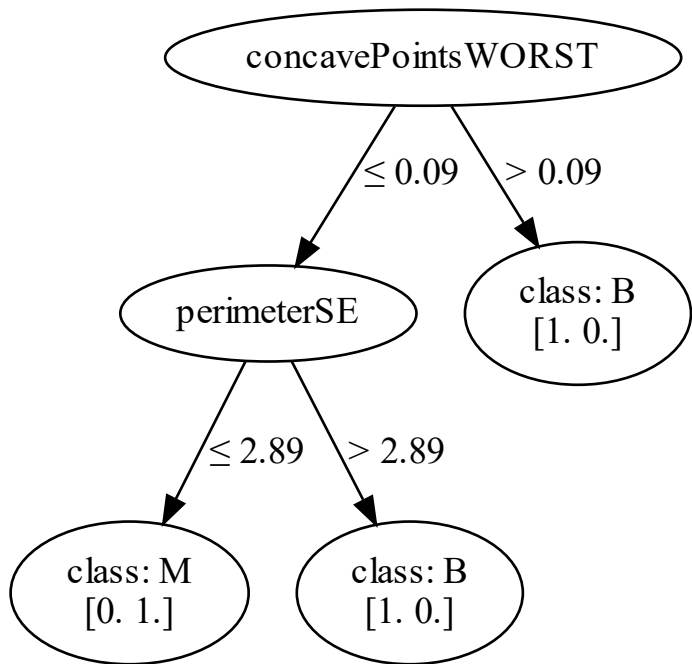 concavePointsWORST
≤ 0.09
> 0.09
perimeterSE
class: B
[1. 0.]
≤ 2.89
> 2.89
class: M
[0. 1.]
class: B
[1. 0.]